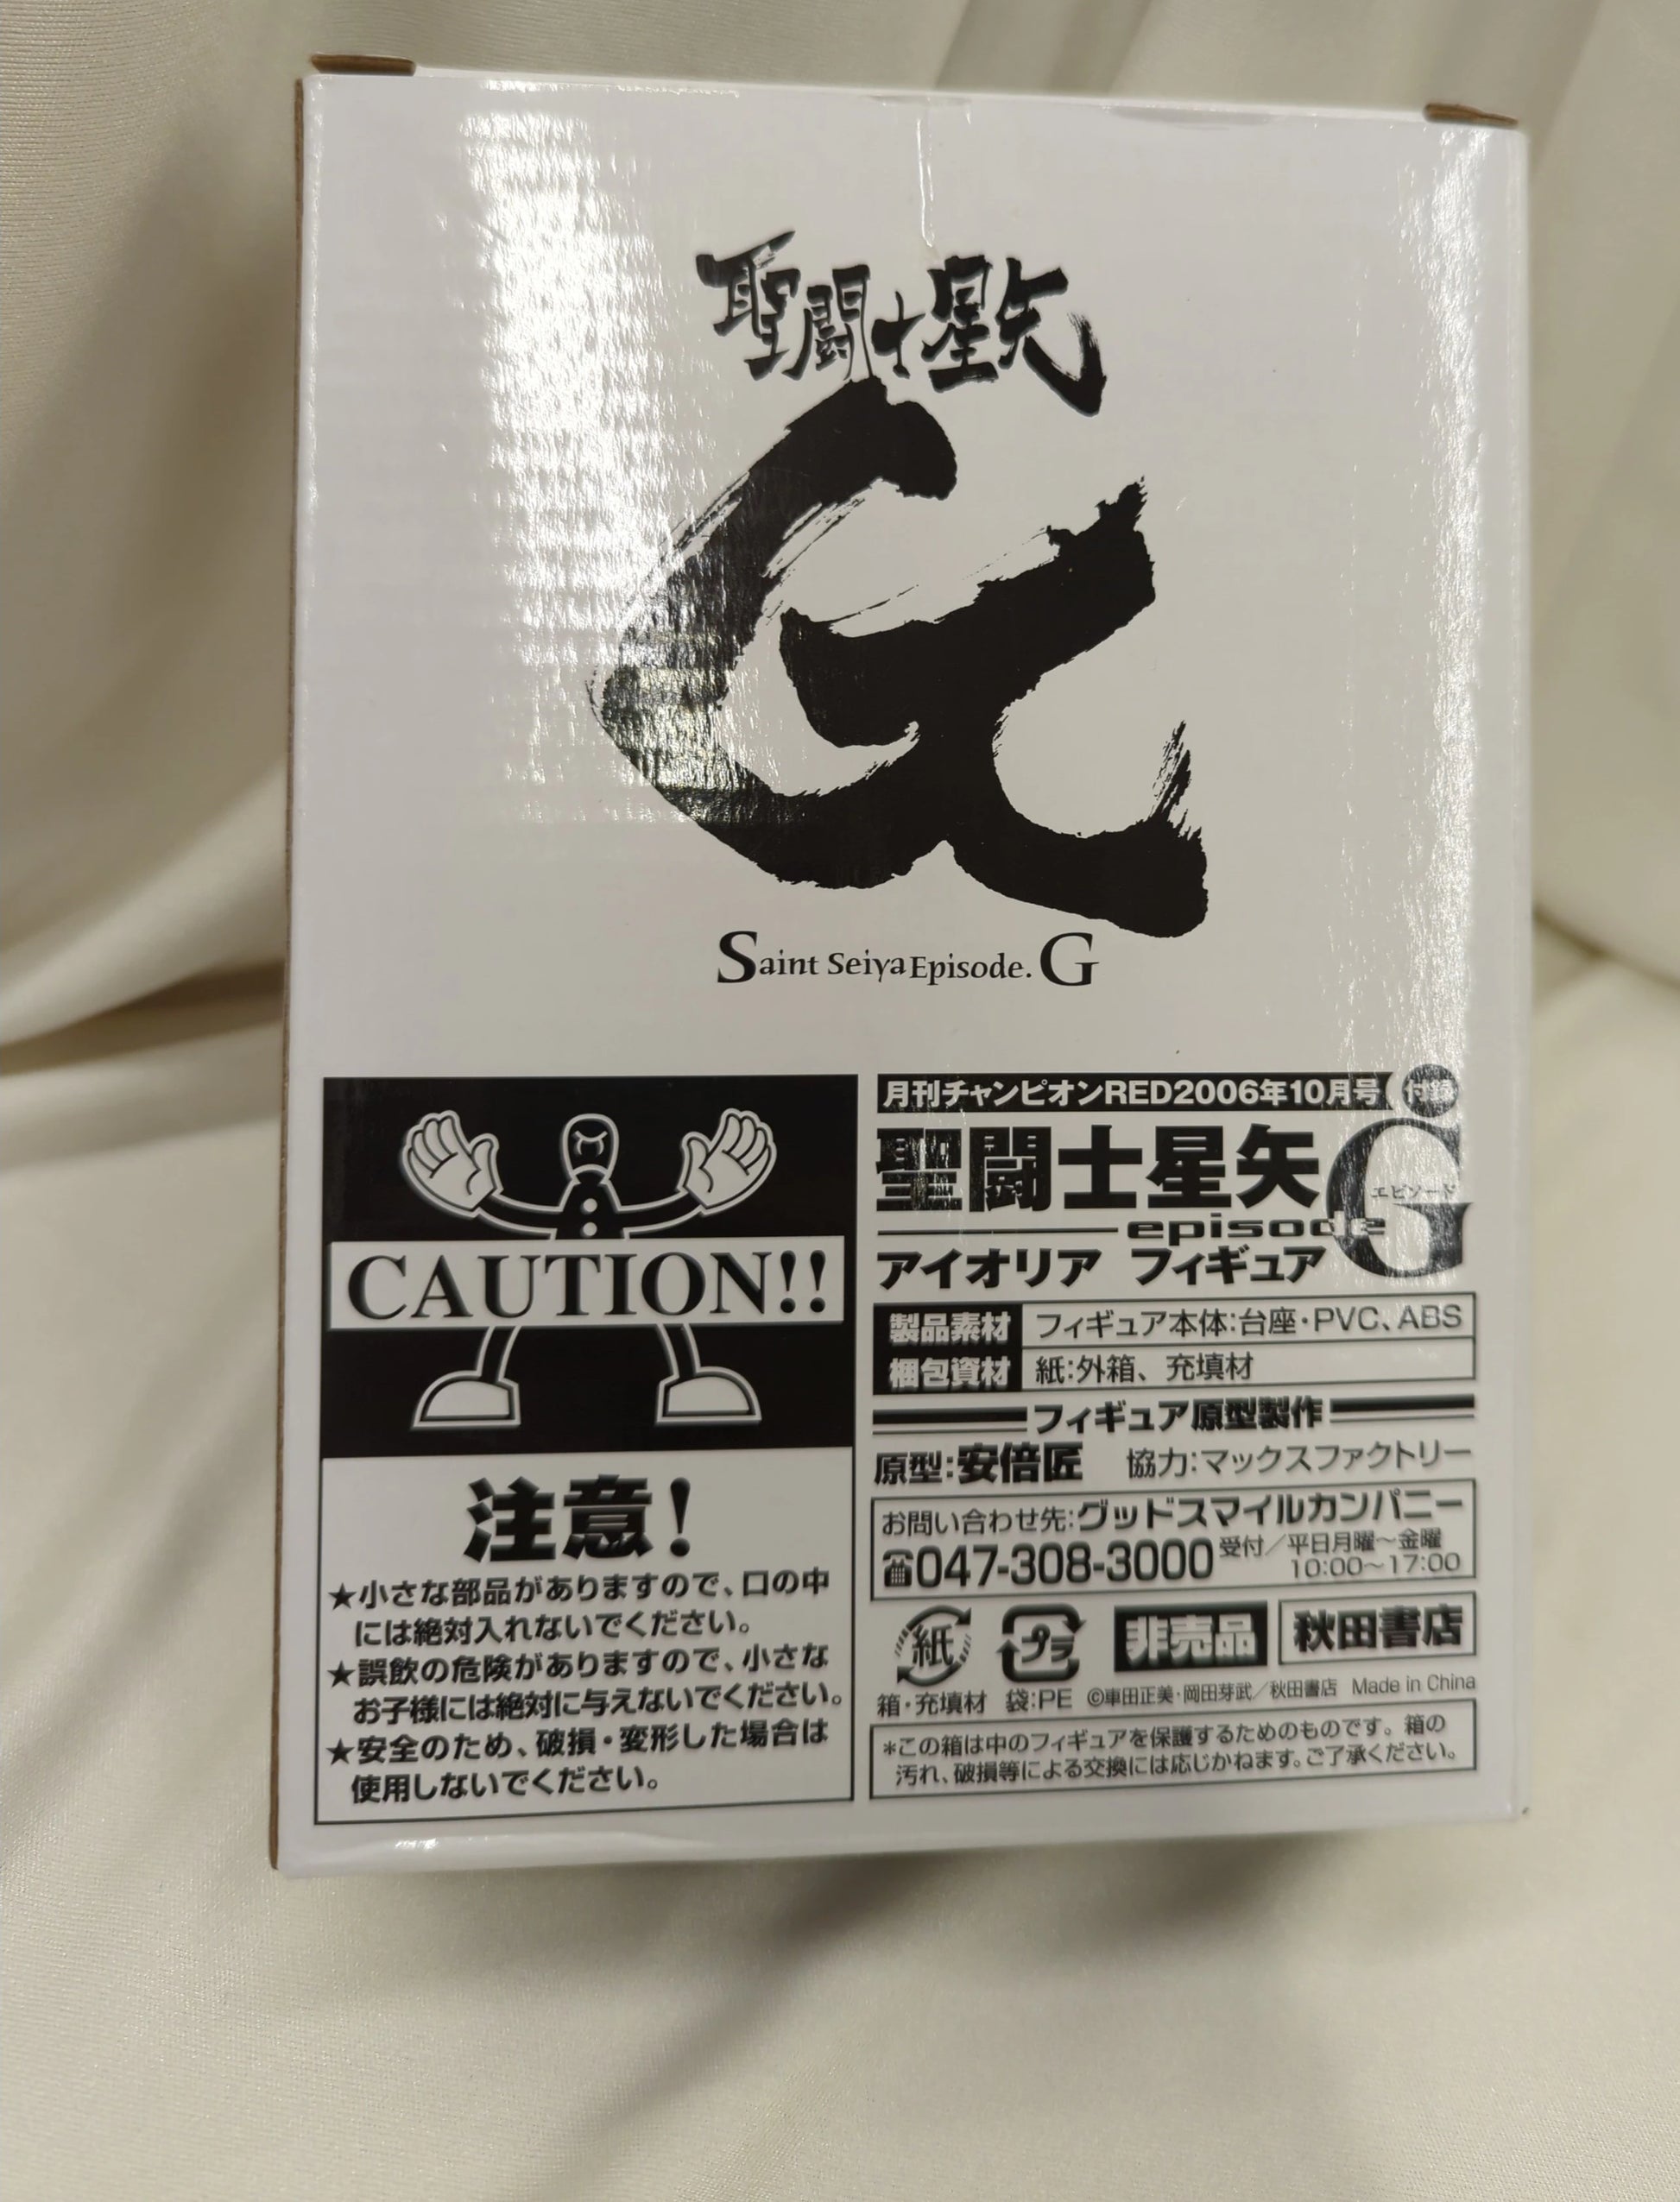 聖闘士星矢
G
Saint Seiya Episode.G
CAUTION!!
注意!
★小さな部品がありますので、口の中
には絶対入れないでください。
★誤飲の危険がありますので、小さな
お子様には絶対に与えないでください。
★安全のため、破損・変形した場合は
使用しないでください。
月刊チャンピオンRED2006年10月号 付録
聖闘士星矢
エピソード
episode G
アイオリア フィギュア
製品素材 フィギュア本体:台座・PVC、ABS
梱包資材 紙:外箱、充填材
フィギュア原型製作
原型:安倍匠 協力:マックスファクトリー
お問い合わせ先:グッドスマイルカンパニー
☎047-308-3000 受付/平日月曜~金曜
10:00~17:00
紙 プラ 非売品 秋田書店
箱・充填材 袋:PE ©車田正美・岡田芽武/秋田書店 Made in China
*この箱は中のフィギュアを保護するためのものです。箱の
汚れ、破損等による交換には応じかねます。ご了承ください。